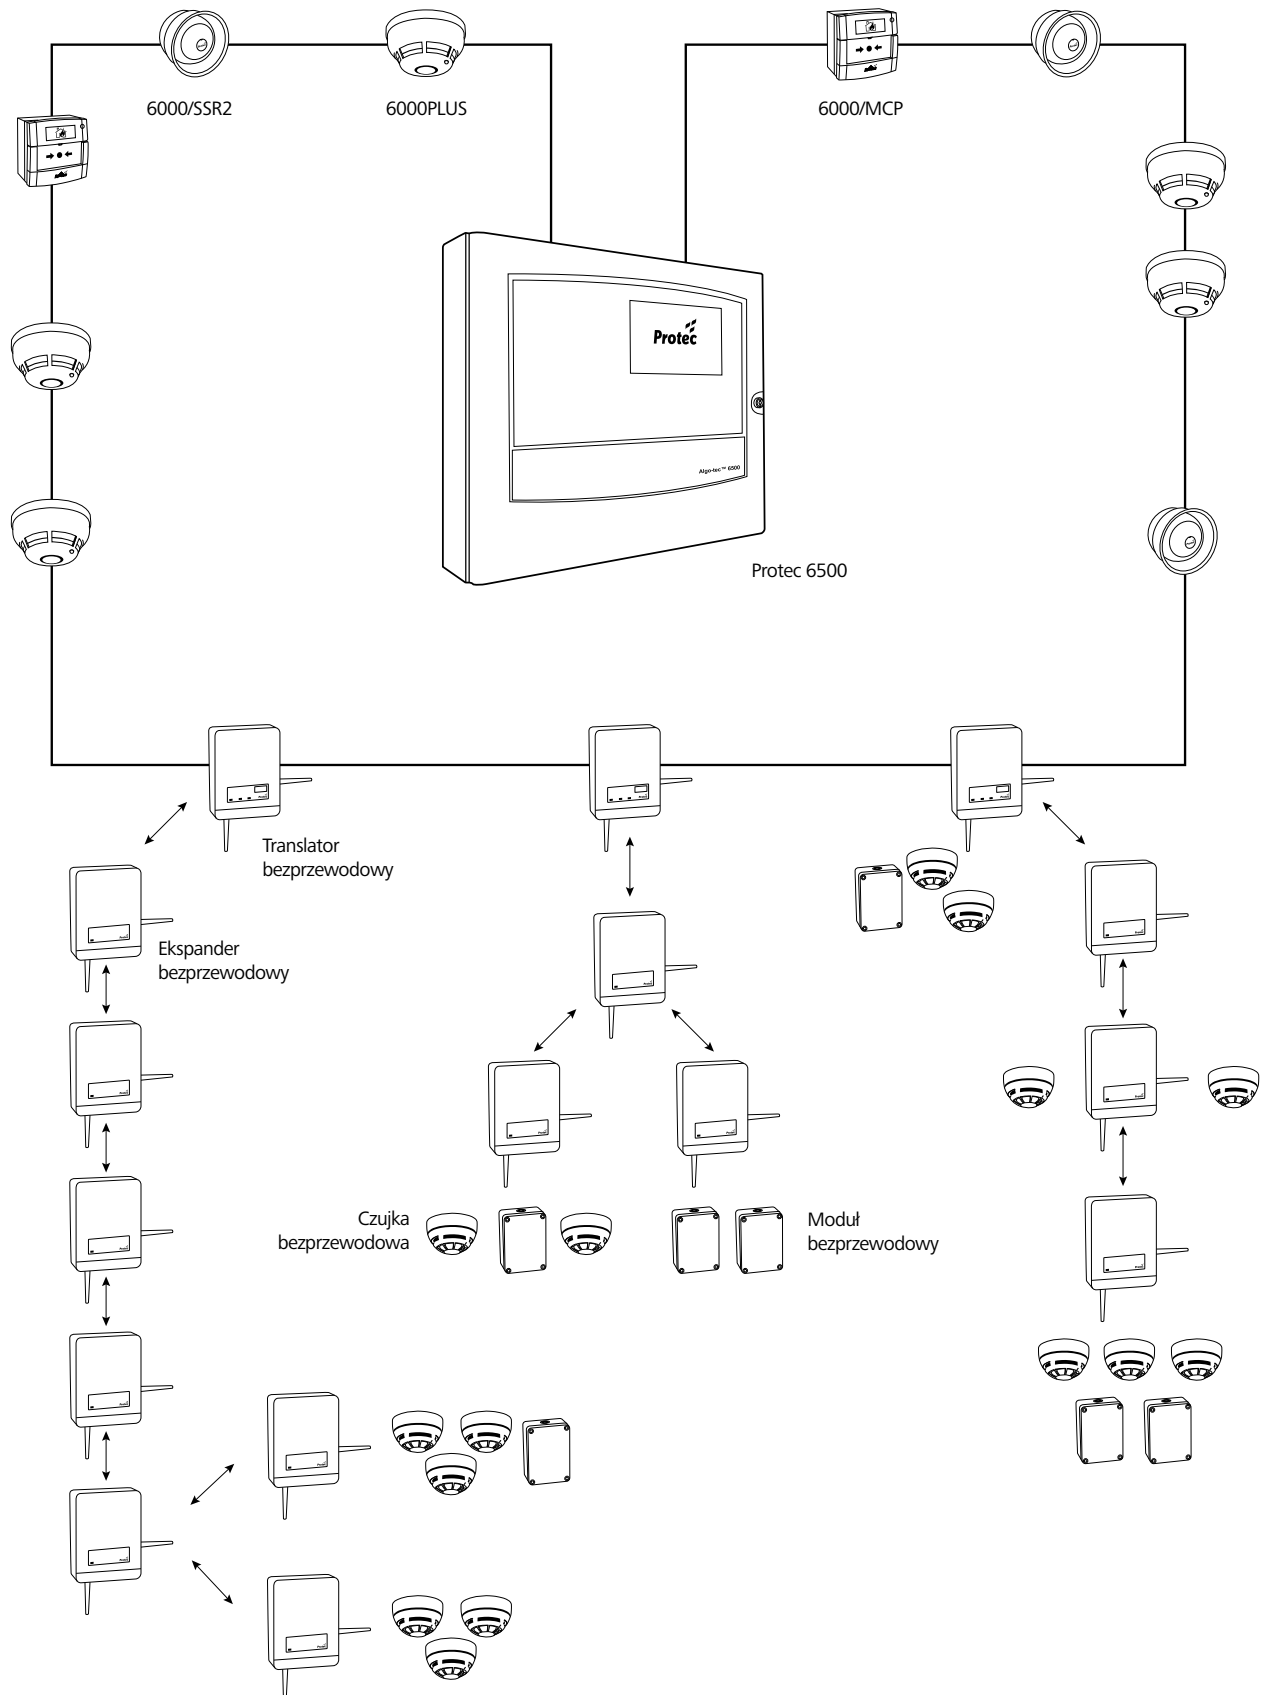 6000/SSR2
6000PLUS
6000/MCP
Protec
Algo-tec™ 6500
Protec 6500
Translator
bezprzewodowy
Ekspander
bezprzewodowy
Czujka
bezprzewodowa
Moduł
bezprzewodowy